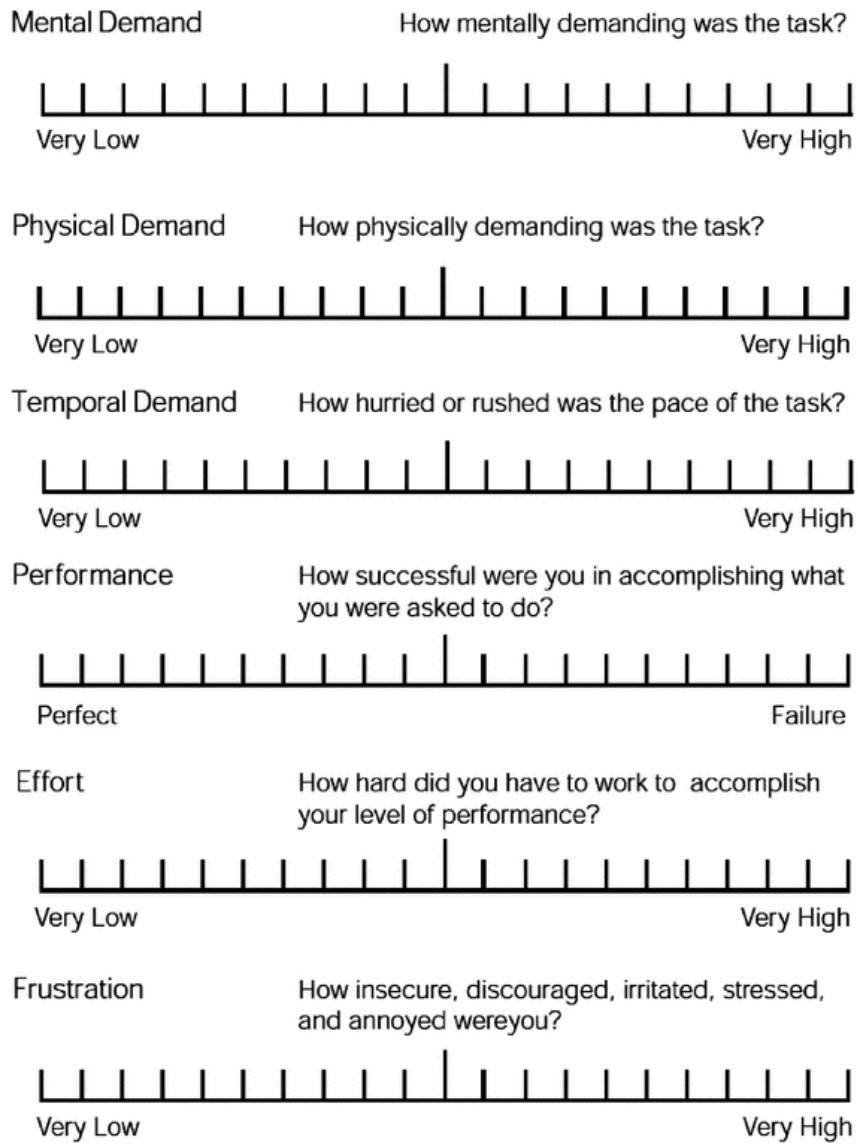 Mental Demand How mentally demanding was the task?
Very Low Very High
Physical Demand How physically demanding was the task?
Very Low Very High
Temporal Demand How hurried or rushed was the pace of the task?
Very Low Very High
Performance How successful were you in accomplishing what
you were asked to do?
Perfect Failure
Effort How hard did you have to work to accomplish
your level of performance?
Very Low Very High
Frustration How insecure, discouraged, irritated, stressed,
and annoyed wereyou?
Very Low Very High